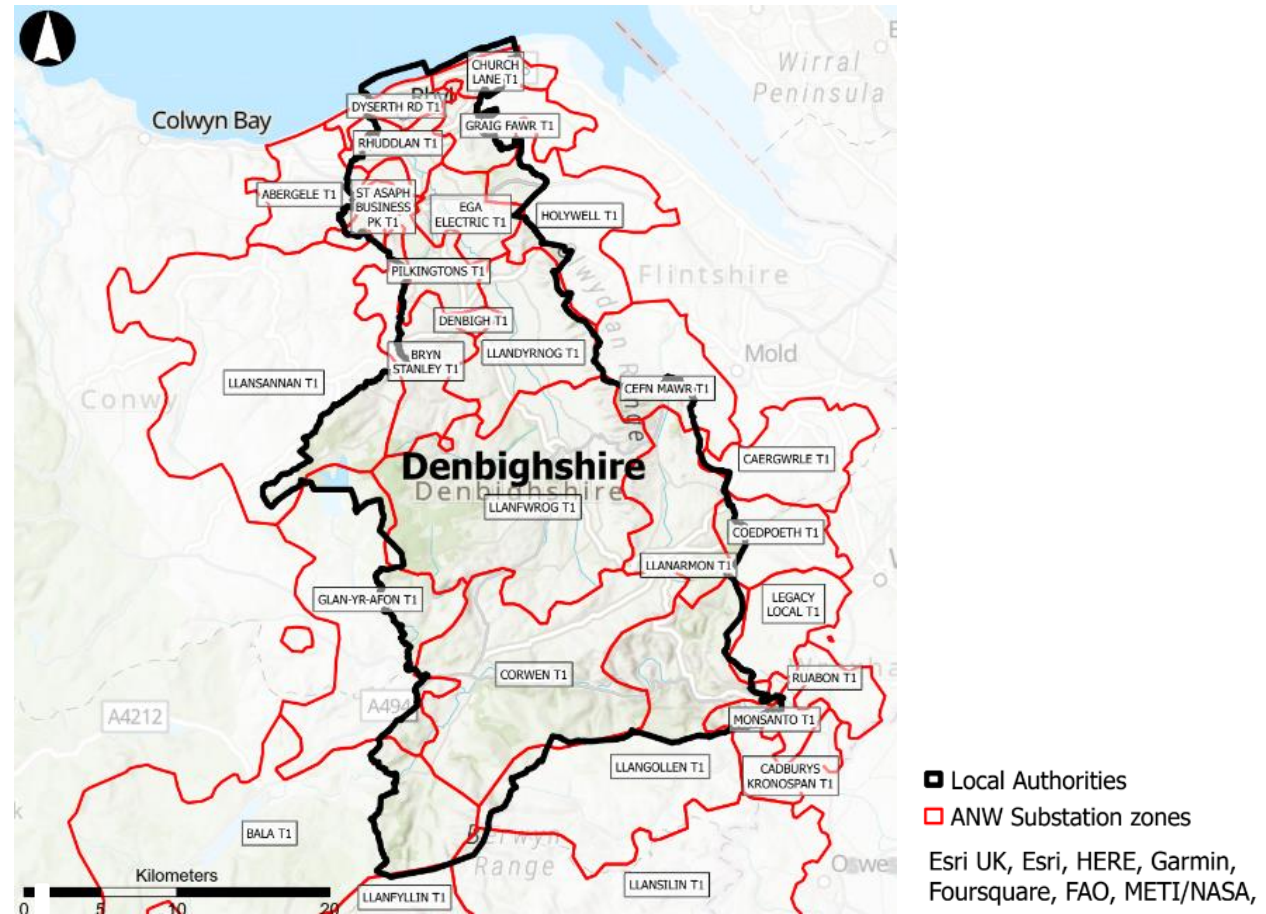 CHURCH
LANE T1
Wirral
Peninsula
Rhyl
DYSERTH RD T1
Colwyn Bay
GRAIG FAWR T1
RHUDDLAN T1
ABERGELE T1
ST ASAPH
BUSINESS
PK T1
EGA
ELECTRIC T1
HOLYWELL T1
PILKINGTONS T1
Flintshire
Clwydian Range
DENBIGH T1
BRYN
STANLEY T1
LLANDYRNOG T1
Mold
LLANSANNAN T1
CEFN MAWR T1
Conwy
CAERGWRLE T1
Denbighshire
Denbighshire
LLANFWROG T1
COEDPOETH T1
LLANARMON T1
GLAN-YR-AFON T1
LEGACY
LOCAL T1
CORWEN T1
RUABON T1
A494
A4212
MONSANTO T1
LLANGOLLEN T1
CADBURYS
KRONOSPAN T1
BALA T1
Berwyn
Range
Oswe
Kilometers
0 5 10 20
LLANFYLLIN T1
LLANSILIN T1
Local Authorities
ANW Substation zones
Esri UK, Esri, HERE, Garmin,
Foursquare, FAO, METI/NASA,